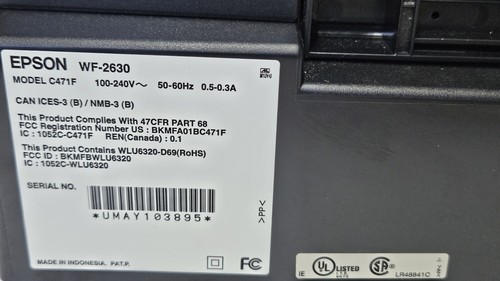 EPSON WF-2630
MODEL C471F 100-240V~ 50-60Hz 0.5-0.3A
CAN ICES-3 (B) / NMB-3 (B)
This Product Complies With 47CFR PART 68
FCC Registration Number US : BKMFA01BC471F
IC : 1052C-C471F REN(Canada) : 0.1
This Product Contains WLU6320-D69(RoHS)
FCC ID : BKMFBWLU6320
IC : 1052C-WLU6320
SERIAL NO.
*UMAY103895*
>PP<
MADE IN INDONESIA. PAT.P.
FC
IE UL LISTED SA LR48841C